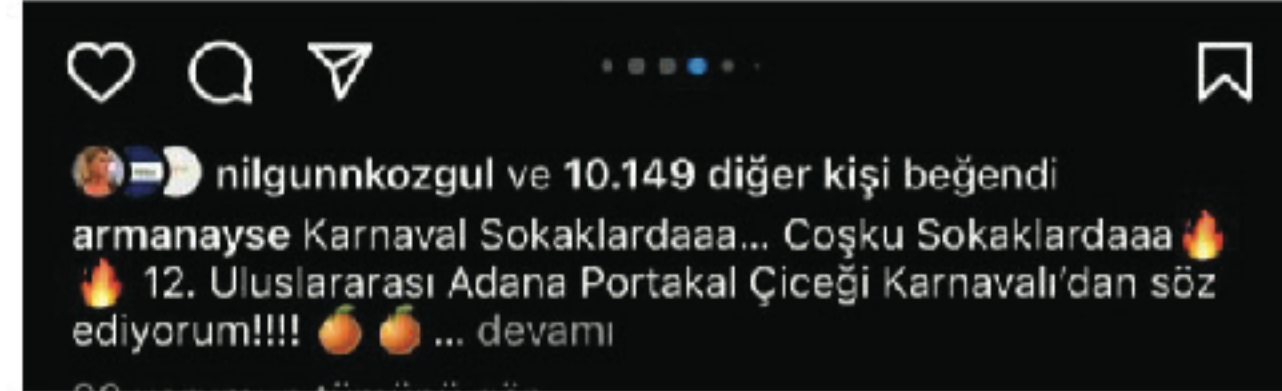 nilgunnkozgul ve 10.149 diğer kişi beğendi
armanayse Karnaval Sokaklardaaa... Coşku Sokaklardaaa🔥
🔥 12. Uluslararası Adana Portakal Çiceği Karnavalı'dan söz
ediyorum!!!! 🍊 🍊 ... devamı